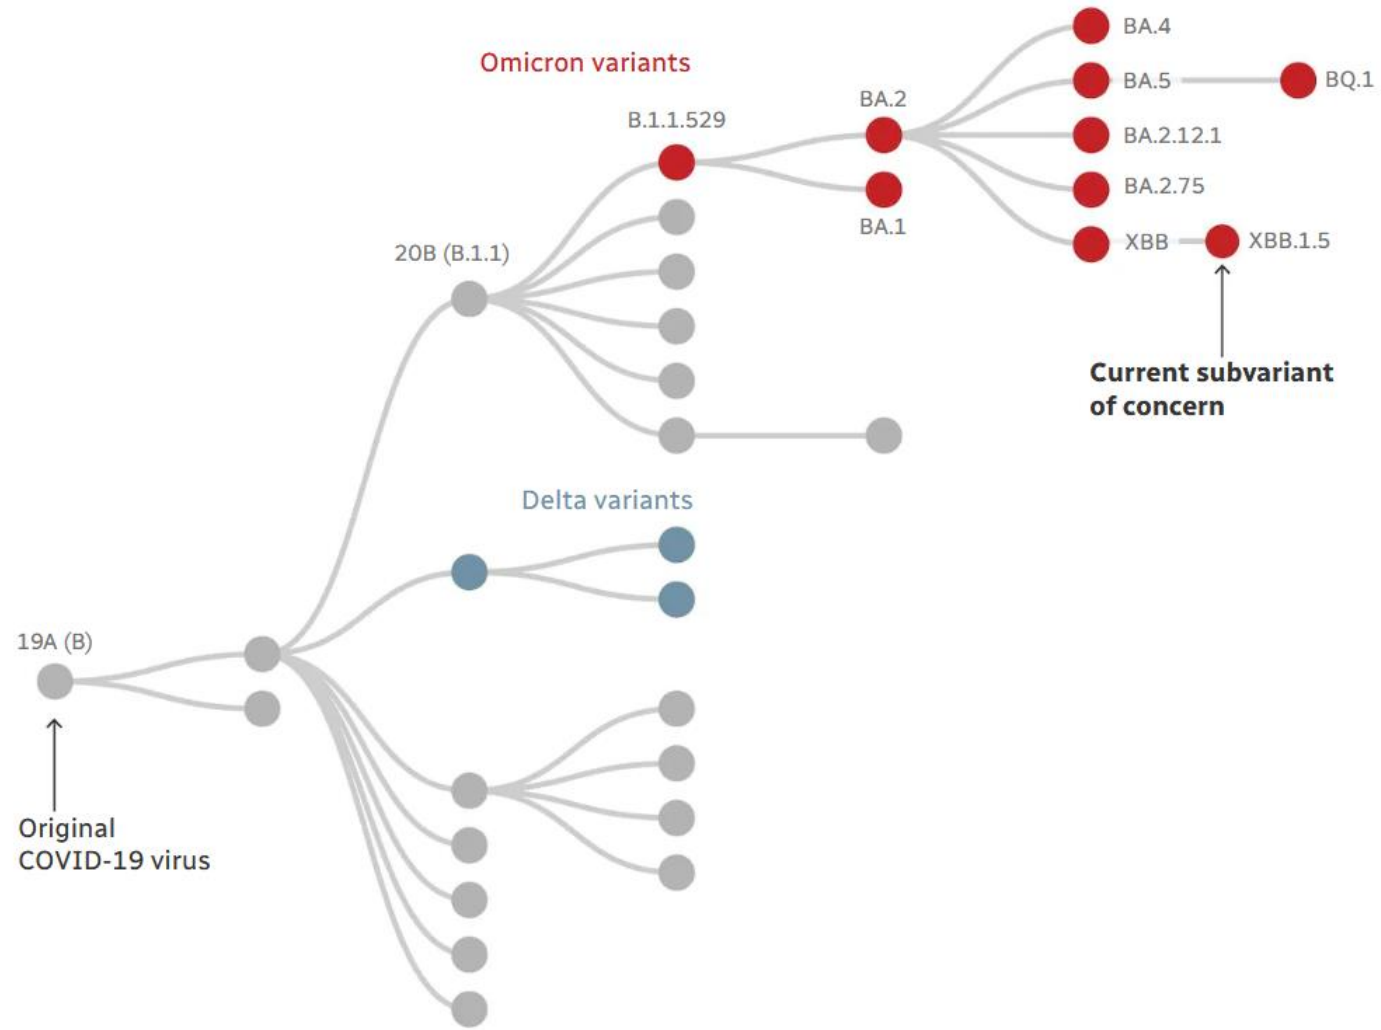 Omicron variants
B.1.1.529
BA.2
BA.1
BA.4
BA.5
BQ.1
BA.2.12.1
BA.2.75
XBB
XBB.1.5
Current subvariant
of concern
20B (B.1.1)
Delta variants
19A (B)
Original
COVID-19 virus